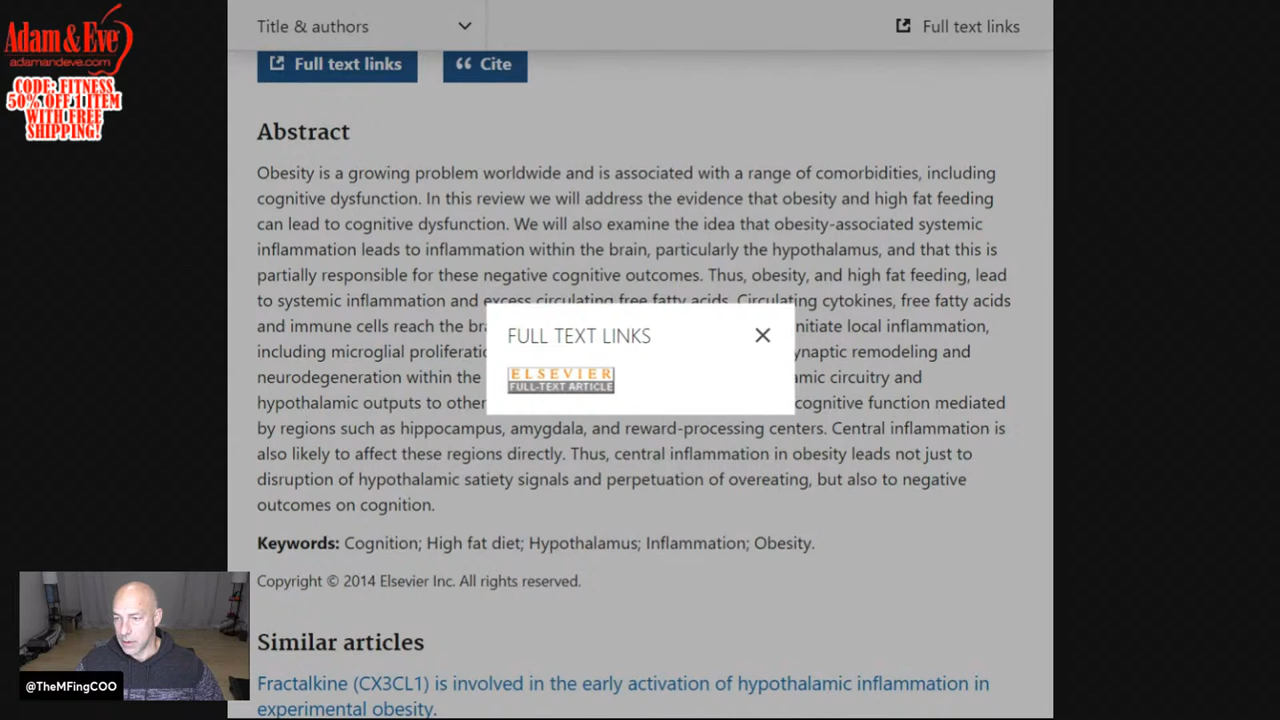 Adam & Eve
adamandeve.com
CODE: FITNESS
50% OFF 1 ITEM
WITH FREE
SHIPPING!
Title & authors
Full text links
Full text links
Cite
Abstract
Obesity is a growing problem worldwide and is associated with a range of comorbidities, including
cognitive dysfunction. In this review we will address the evidence that obesity and high fat feeding
can lead to cognitive dysfunction. We will also examine the idea that obesity-associated systemic
inflammation leads to inflammation within the brain, particularly the hypothalamus, and that this is
partially responsible for these negative cognitive outcomes. Thus, obesity, and high fat feeding, lead
to systemic inflammation and excess circulating free fatty acids. Circulating cytokines, free fatty acids
and immune cells reach the nitiate local inflammation,
including microglial ynaptic remodeling and
neurodegeneration within the amic circuitry and
hypothalamic outputs to cognitive function mediated
by regions such as hippocampus, amygdala, and reward-processing centers. Central inflammation is
also likely to affect these regions directly. Thus, central inflammation in obesity leads not just to
disruption of hypothalamic satiety signals and perpetuation of overeating, but also to negative
outcomes on cognition.
FULL TEXT LINKS
ELSEVIER
FULL-TEXT ARTICLE
Keywords: Cognition; High fat diet; Hypothalamus; Inflammation; Obesity.
Copyright © 2014 Elsevier Inc. All rights reserved.
Similar articles
Fractalkine (CX3CL1) is involved in the early activation of hypothalamic inflammation in
experimental obesity.
@TheMFingCOO